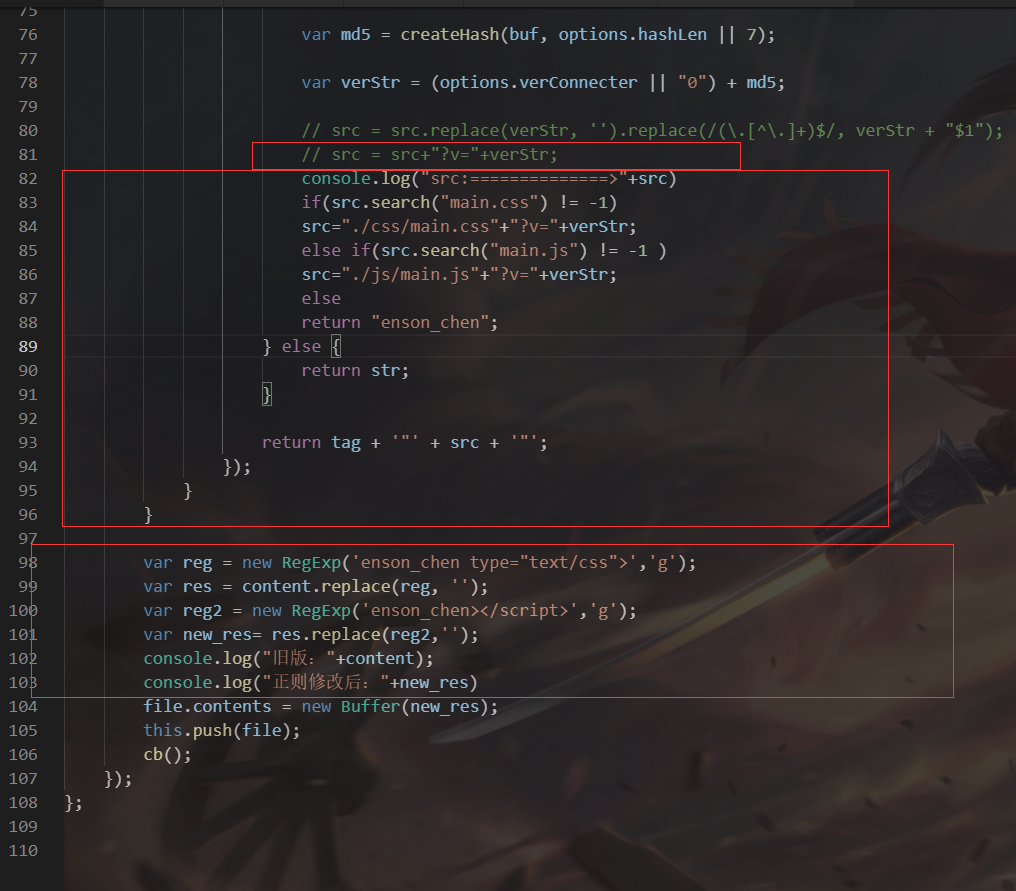 75
76 var md5 = createHash(buf, options.hashLen || 7);
77
78 var verStr = (options.verConnecter || "0") + md5;
79
80 // src = src.replace(verStr, '').replace(/(\.[^\.]+)$/, verStr + "$1");
81 // src = src+"?v="+verStr;
82 console.log("src:==============>"+src)
83 if(src.search("main.css") != -1)
84 src="./css/main.css"+"?v="+verStr;
85 else if(src.search("main.js") != -1 )
86 src="./js/main.js"+"?v="+verStr;
87 else
88 return "enson_chen";
89 } else {
90 return str;
91 }
92
93 return tag + '"' + src + '"';
94 });
95 }
96 }
97
98 var reg = new RegExp('enson_chen type="text/css">','g');
99 var res = content.replace(reg, '');
100 var reg2 = new RegExp('enson_chen></script>','g');
101 var new_res= res.replace(reg2,'');
102 console.log("旧版："+content);
103 console.log("正则修改后："+new_res)
104 file.contents = new Buffer(new_res);
105 this.push(file);
106 cb();
107 });
108 };
109
110